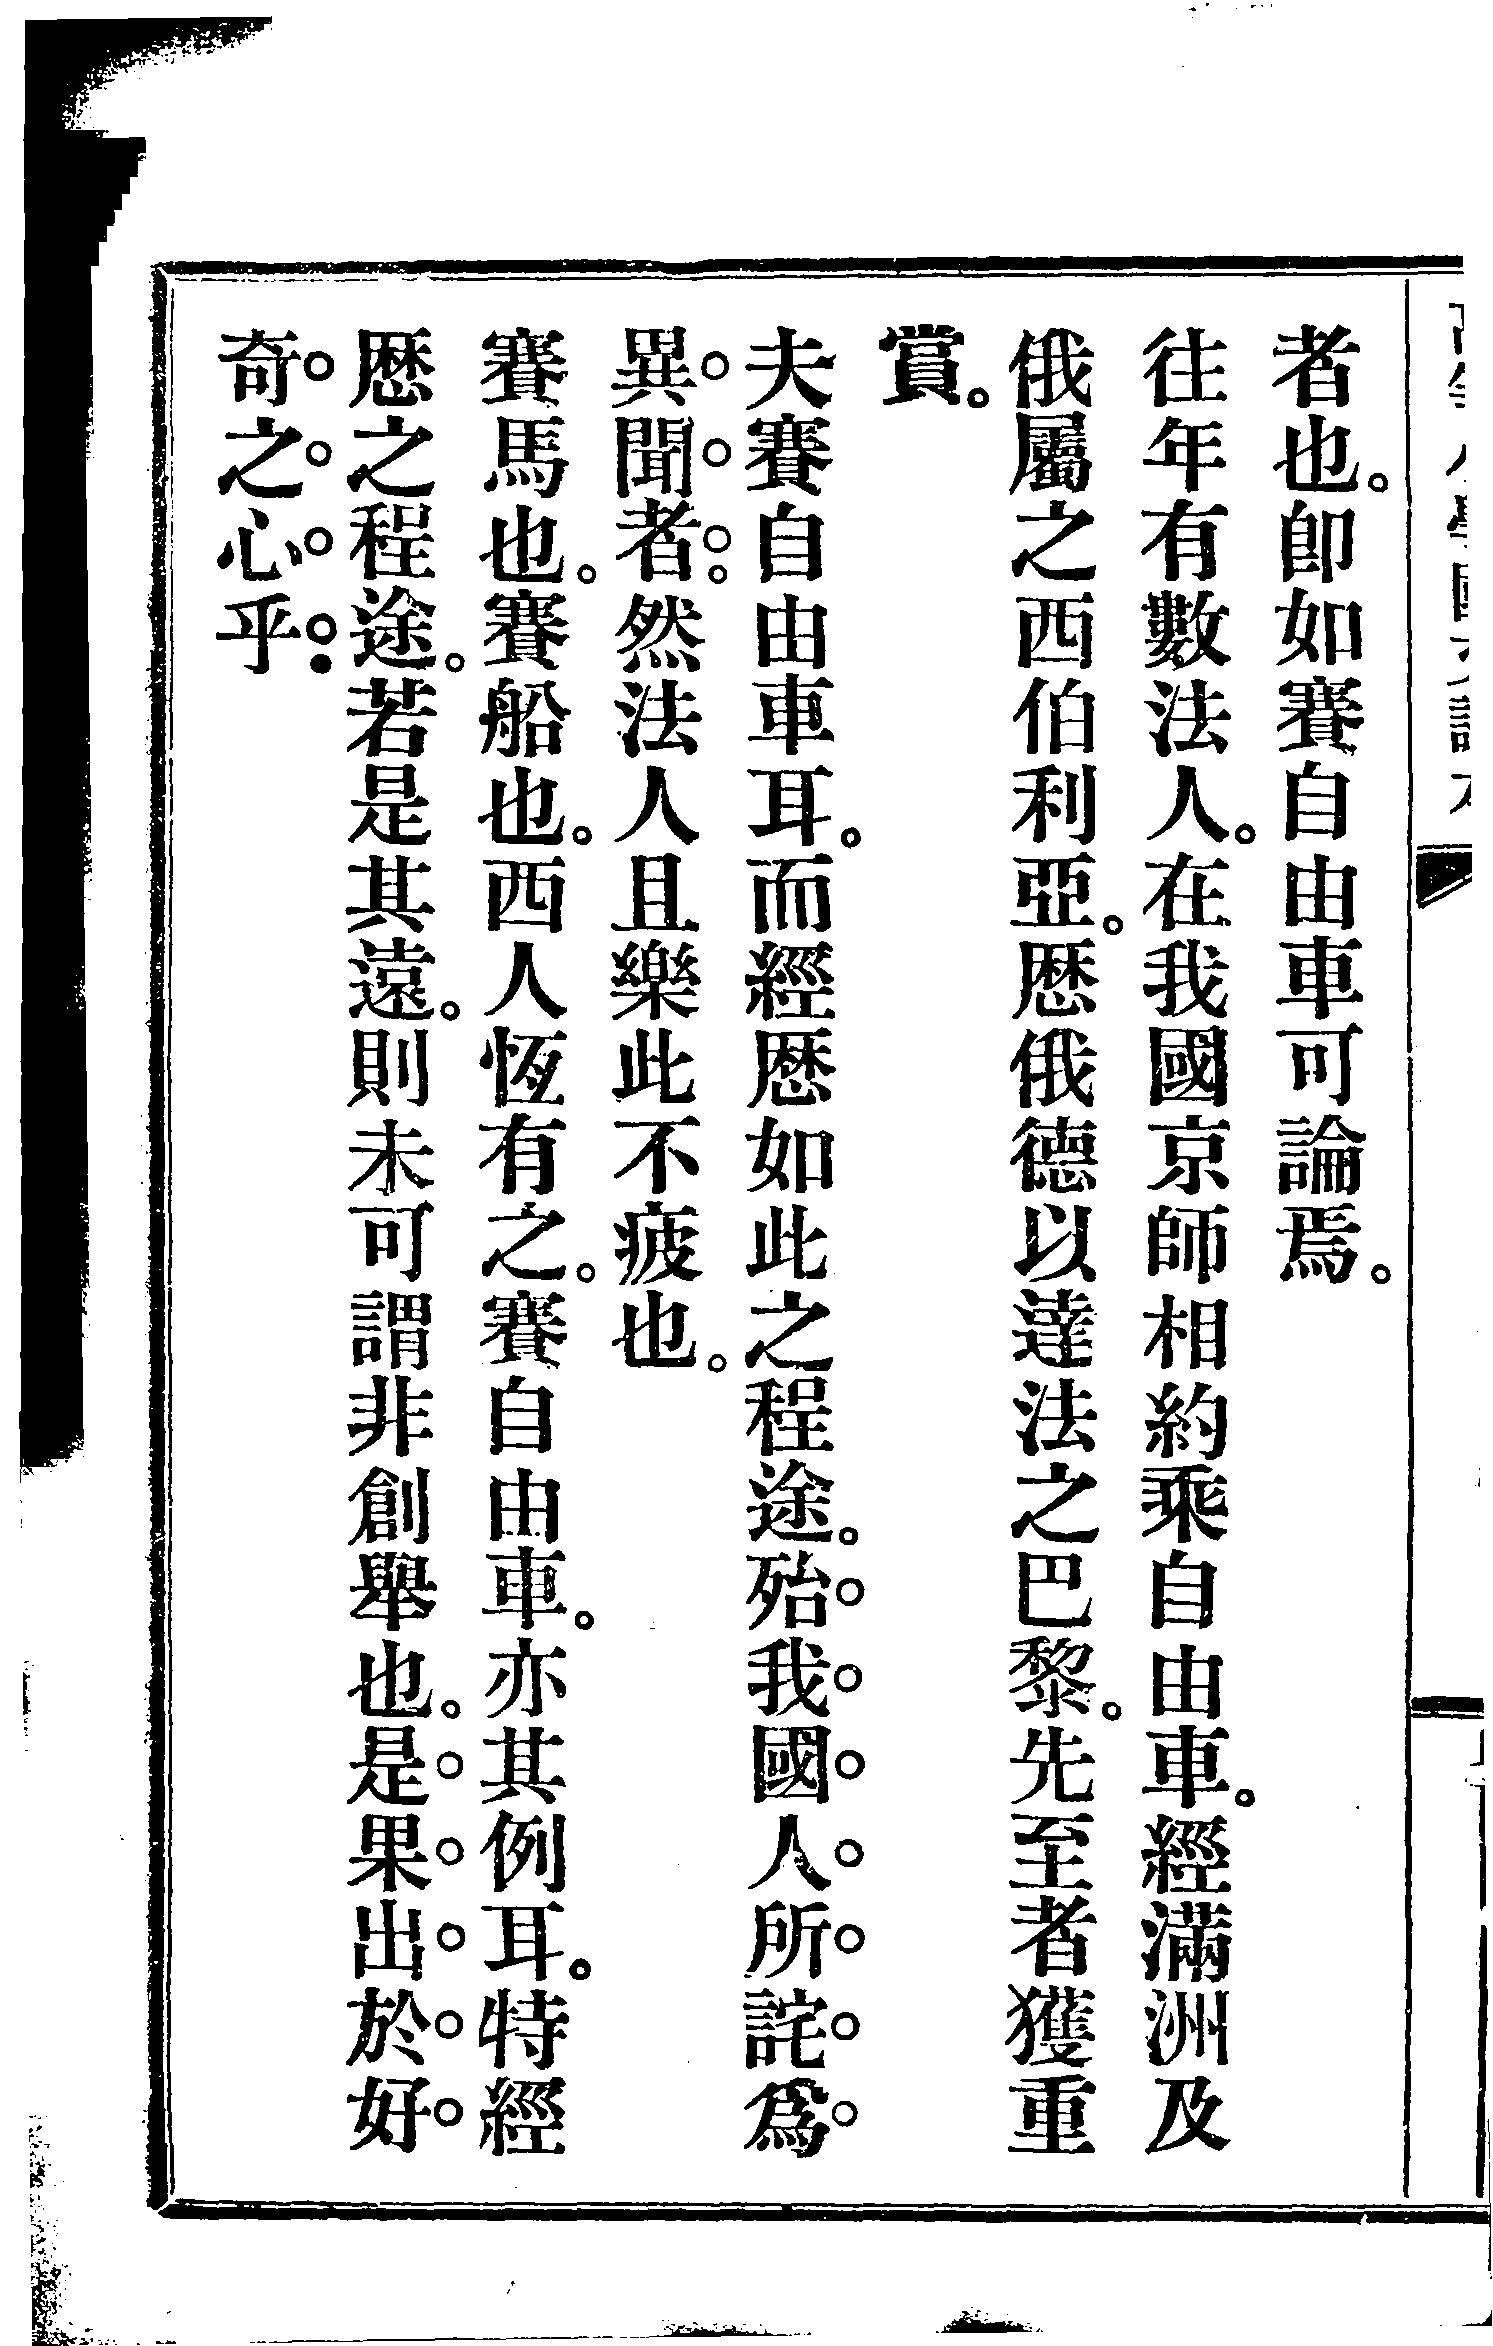 者也。卽如賽自由車可論焉。
往年有數法人。在我國京師相約乘自由車。經滿洲及
俄屬之西伯利亞。歷俄德以達法之巴黎。先至者獲重
賞。
夫賽自由車耳。而經歷如此之程途。殆我國人所詫爲
異聞者。然法人且樂此不疲也。
賽馬也。賽船也。西人恆有之。賽自由車。亦其例耳。特經
歷之程途。若是其遠。則未可謂非創舉也。是果出於好
奇之心乎